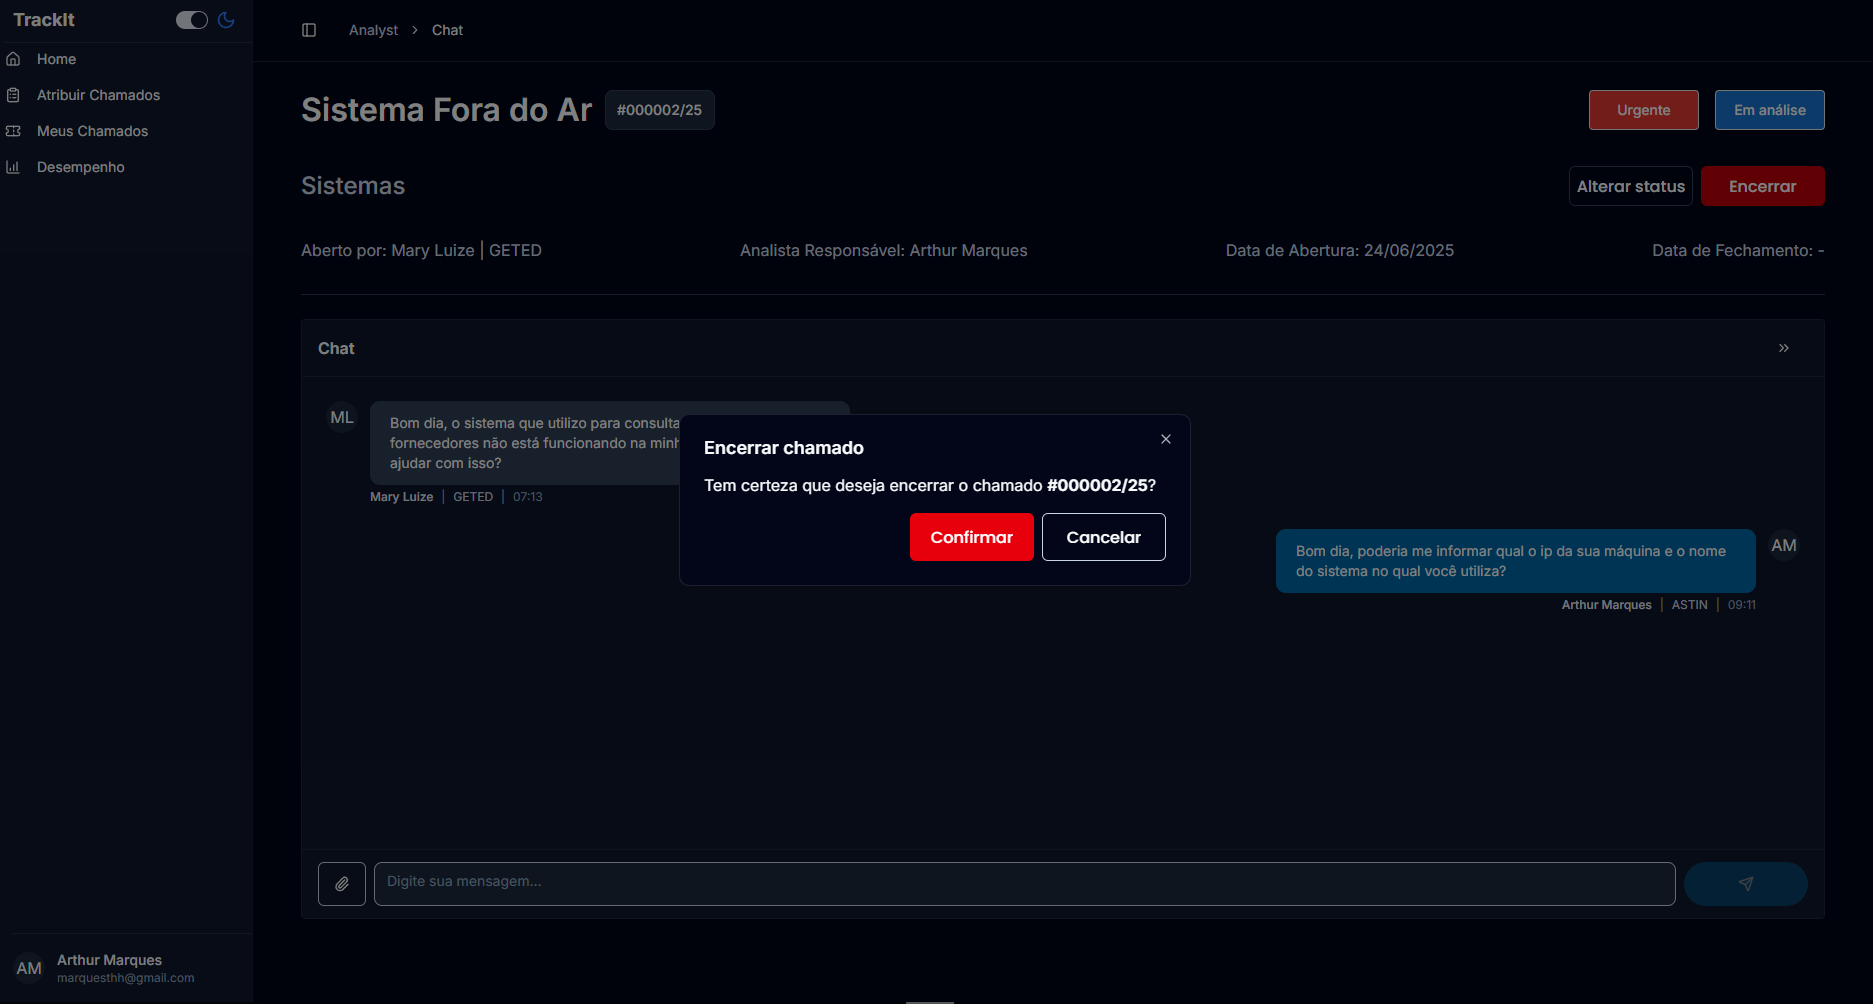 TrackIt
Home
Atribuir Chamados
Meus Chamados
Desempenho
Analyst > Chat
Sistema Fora do Ar #000002/25
Urgente
Em análise
Sistemas
Alterar status
Encerrar
Aberto por: Mary Luize | GETED
Analista Responsável: Arthur Marques
Data de Abertura: 24/06/2025
Data de Fechamento: -
Chat
ML
Bom dia, o sistema que utilizo para consulta
fornecedores não está funcionando na minh
ajudar com isso?
Mary Luize | GETED | 07:13
Encerrar chamado
Tem certeza que deseja encerrar o chamado #000002/25?
Confirmar
Cancelar
AM
Bom dia, poderia me informar qual o ip da sua máquina e o nome
do sistema no qual você utiliza?
Arthur Marques | ASTIN | 09:11
Digite sua mensagem...
AM
Arthur Marques
marquesthh@gmail.com